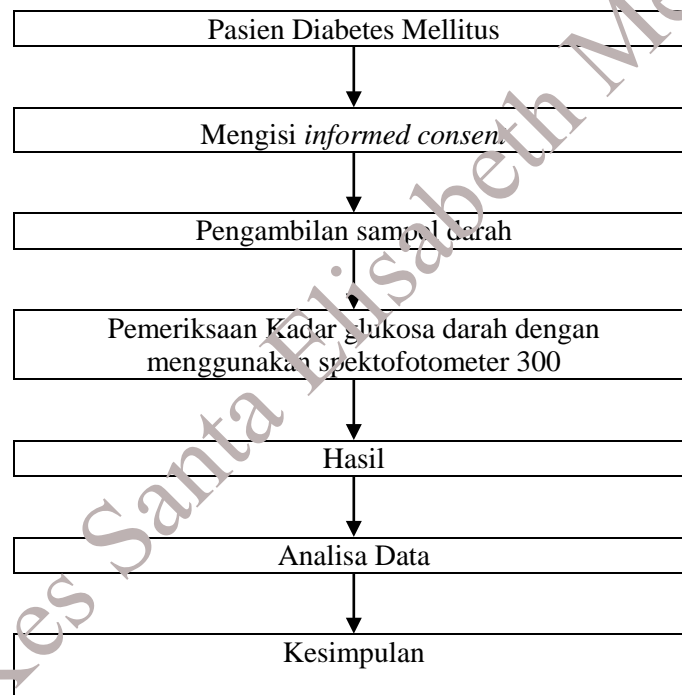 Pasien Diabetes Mellitus
Mengisi informed consent
Pengambilan sampel darah
Pemeriksaan Kadar glukosa darah dengan
menggunakan spektofotometer 300
Hasil
Analisa Data
Kesimpulan
Santa Elisabeth